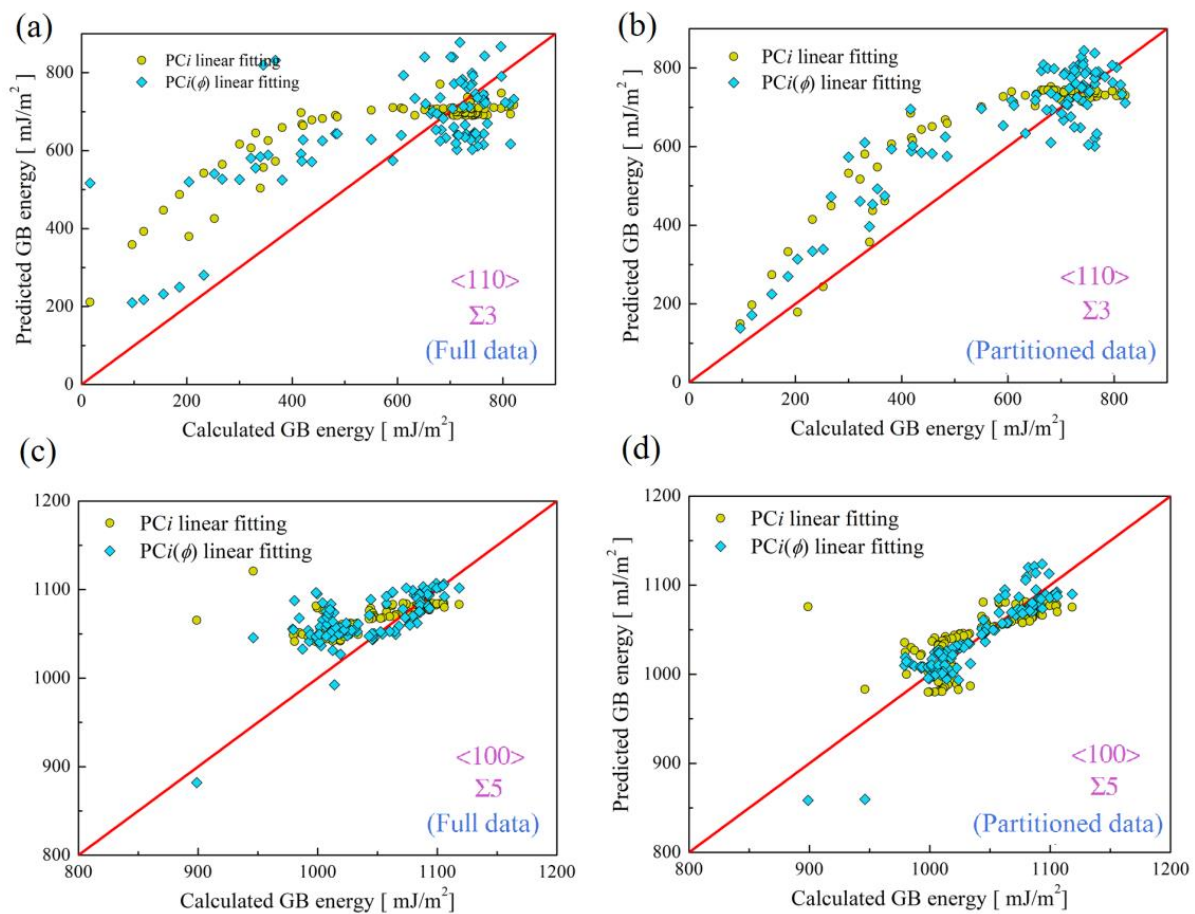 (a)
PCi linear fitting
PCi(ϕ) linear fitting
Predicted GB energy [ mJ/m²]
800
600
400
200
0
<110>
Σ3
(Full data)
0 200 400 600 800
Calculated GB energy [ mJ/m²]
(b)
PCi linear fitting
PCi(ϕ) linear fitting
Predicted GB energy [ mJ/m²]
800
600
400
200
0
<110>
Σ3
(Partitioned data)
0 200 400 600 800
Calculated GB energy [ mJ/m²]
(c)
1200
PCi linear fitting
PCi(ϕ) linear fitting
1100
1000
900
800
<100>
Σ5
(Full data)
800 900 1000 1100 1200
Calculated GB energy [ mJ/m²]
(d)
1200
PCi linear fitting
PCi(ϕ) linear fitting
Predicted GB energy [ mJ/m²]
1100
1000
900
800
<100>
Σ5
(Partitioned data)
800 900 1000 1100 1200
Calculated GB energy [ mJ/m²]